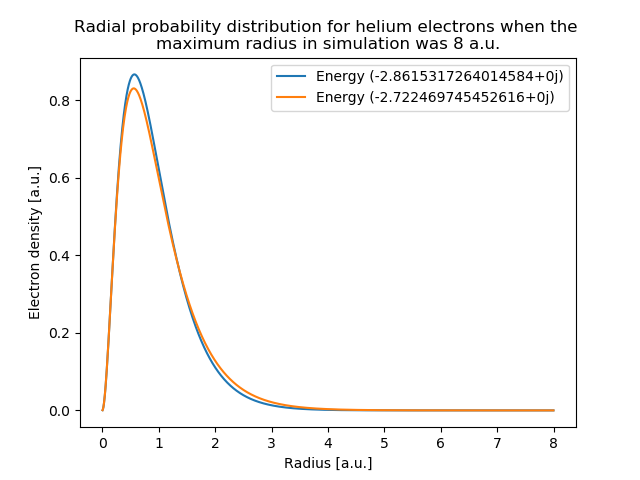 Radial probability distribution for helium electrons when the
maximum radius in simulation was 8 a.u.
Energy (-2.8615317264014584+0j)
Energy (-2.722469745452616+0j)
Electron density [a.u.]
0.8
0.6
0.4
0.2
0.0
0 1 2 3 4 5 6 7 8
Radius [a.u.]